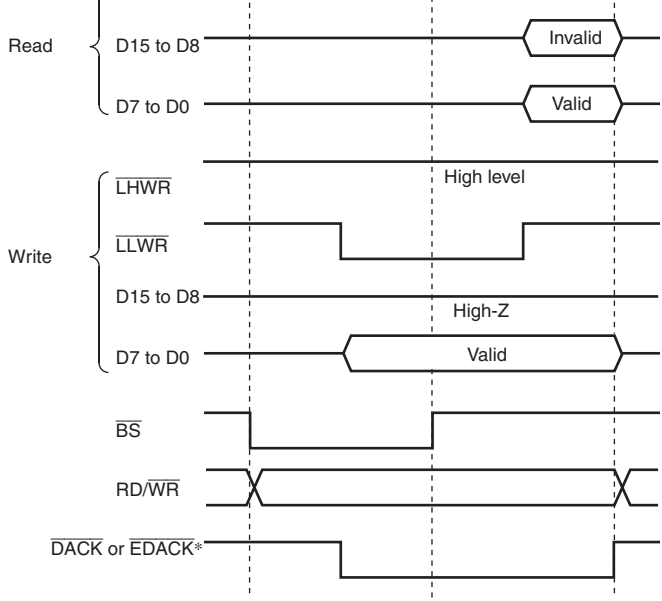 Read
D15 to D8
Invalid
D7 to D0
Valid
Write
LHWR
High level
LLWR
D15 to D8
High-Z
D7 to D0
Valid
BS
RD/WR
DACK or EDACK*